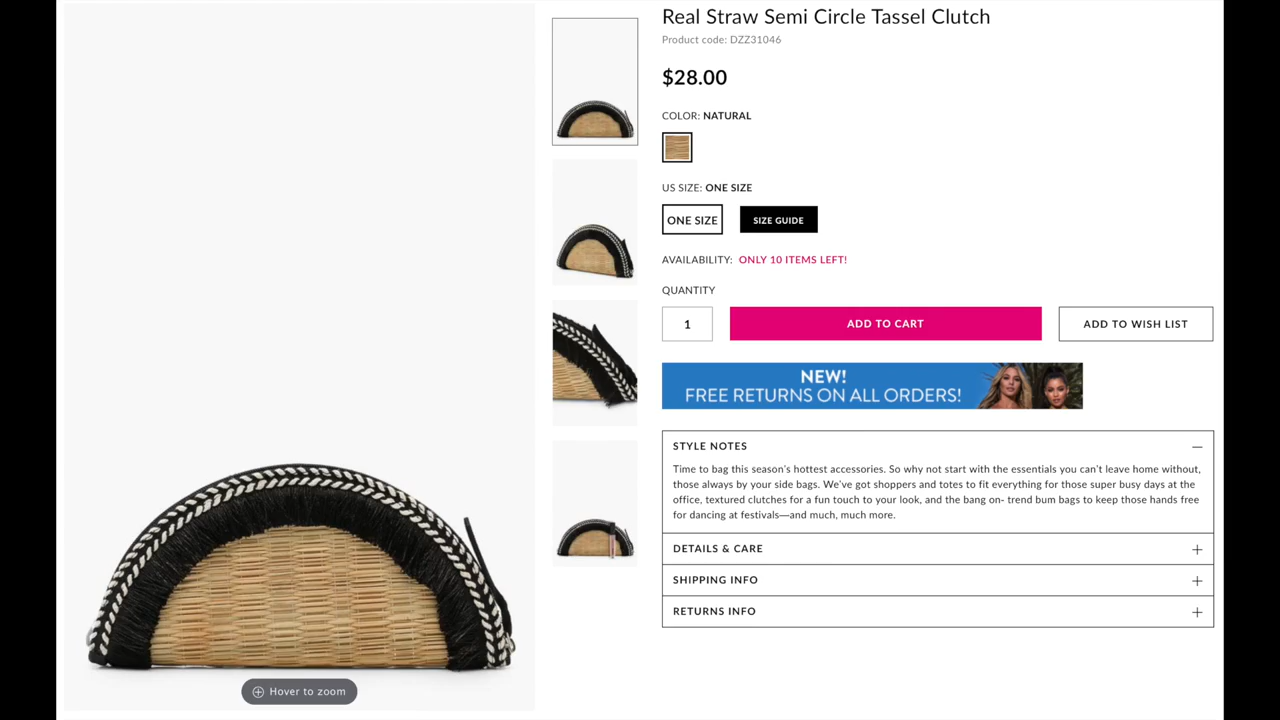 Real Straw Semi Circle Tassel Clutch
Product code: DZZ31046
$28.00
COLOR: NATURAL
US SIZE: ONE SIZE
ONE SIZE
SIZE GUIDE
AVAILABILITY: ONLY 10 ITEMS LEFT!
QUANTITY
1
ADD TO CART
ADD TO WISH LIST
NEW!
FREE RETURNS ON ALL ORDERS!
STYLE NOTES
Time to bag this season's hottest accessories. So why not start with the essentials you can't leave home without,
those always by your side bags. We've got shoppers and totes to fit everything for those super busy days at the
office, textured clutches for a fun touch to your look, and the bang on- trend bum bags to keep those hands free
for dancing at festivals—and much, much more.
DETAILS & CARE
SHIPPING INFO
RETURNS INFO
Hover to zoom